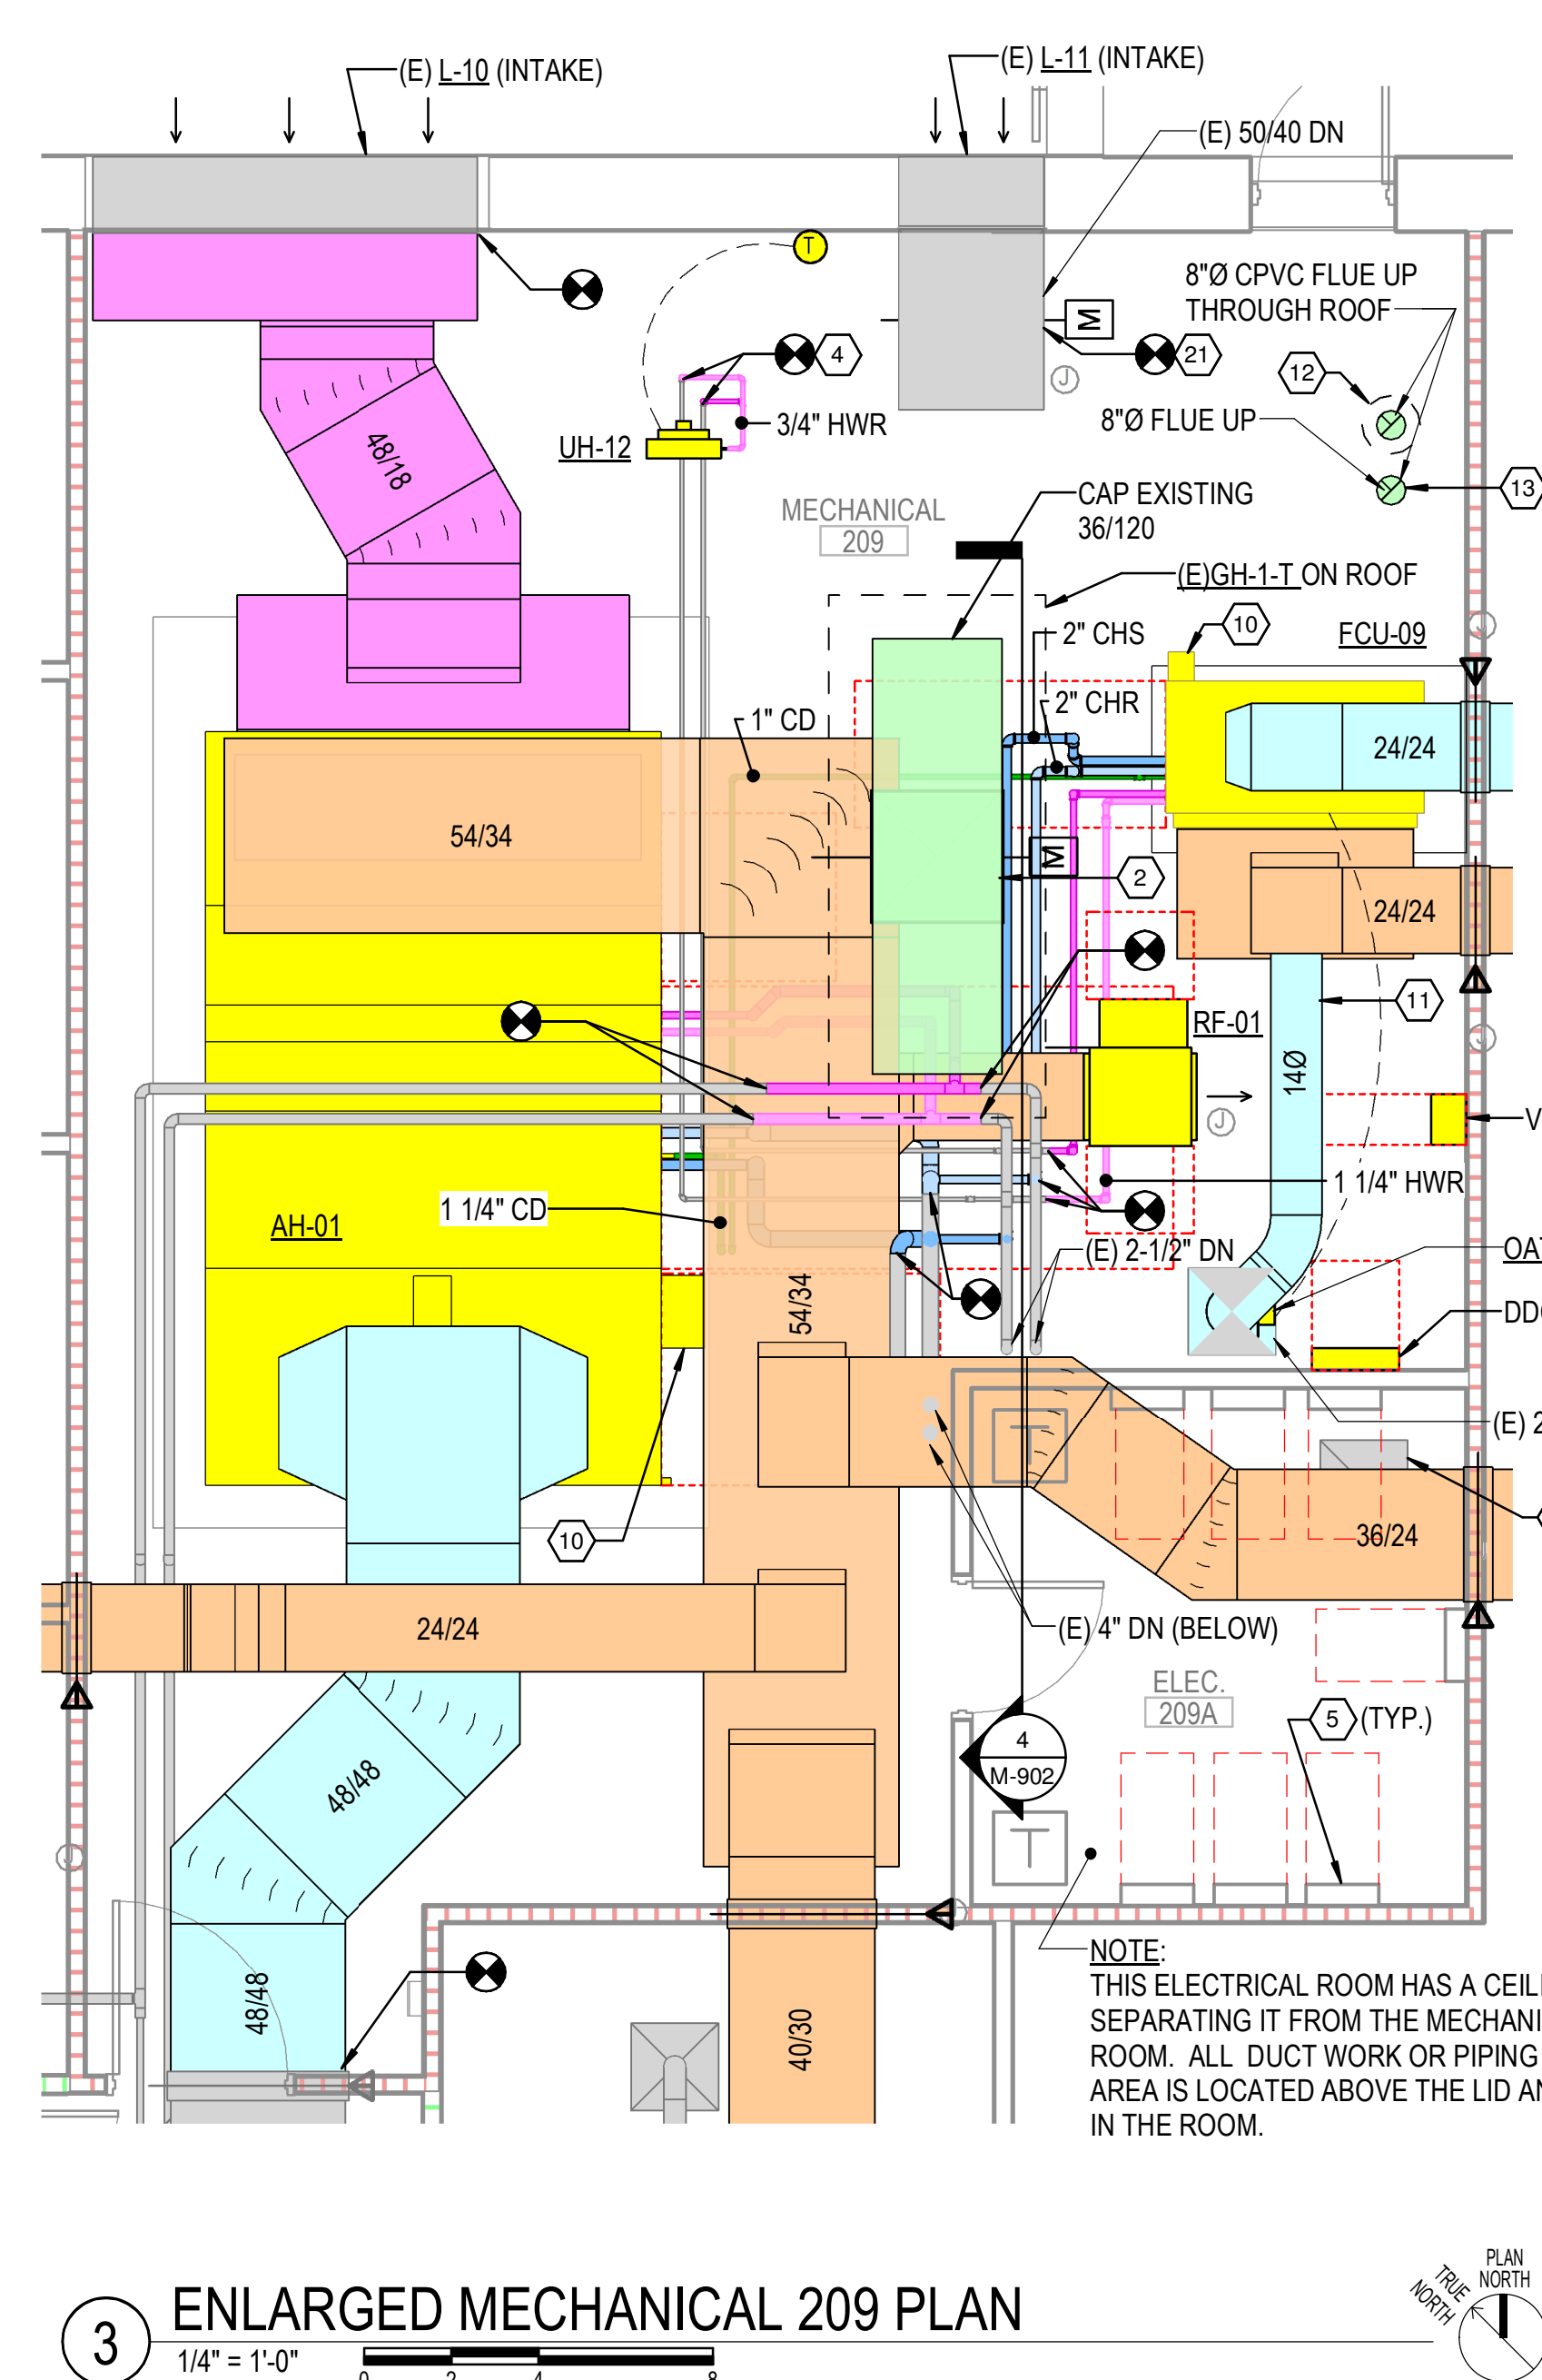 (E) L-10 (INTAKE)
(E) L-11 (INTAKE)
(E) 50/40 DN
T
8"Ø CPVC FLUE UP
THROUGH ROOF
M
4
21
12
J
3/4" HWR
8"Ø FLUE UP
UH-12
48/18
13
CAP EXISTING
36/120
MECHANICAL
209
(E)GH-1-T ON ROOF
10
2" CHS
FCU-09
J
2" CHR
1" CD
24/24
54/34
M
2
24/24
11
RF-01
J
14Ø
J
V
1 1/4" HWR
1 1/4" CD
AH-01
(E) 2-1/2" DN
OA
54/34
DD
(E) 2
T
10
36/24
24/24
(E) 4" DN (BELOW)
ELEC.
209A
5
(TYP.)
4
M-902
48/48
T
J
NOTE:
THIS ELECTRICAL ROOM HAS A CEIL
SEPARATING IT FROM THE MECHANI
ROOM. ALL DUCT WORK OR PIPING
AREA IS LOCATED ABOVE THE LID AN
IN THE ROOM.
48/48
40/30
PLAN
NORTH
TRUE
NORTH
3
ENLARGED MECHANICAL 209 PLAN
1/4" = 1'-0"
0 2 4 8